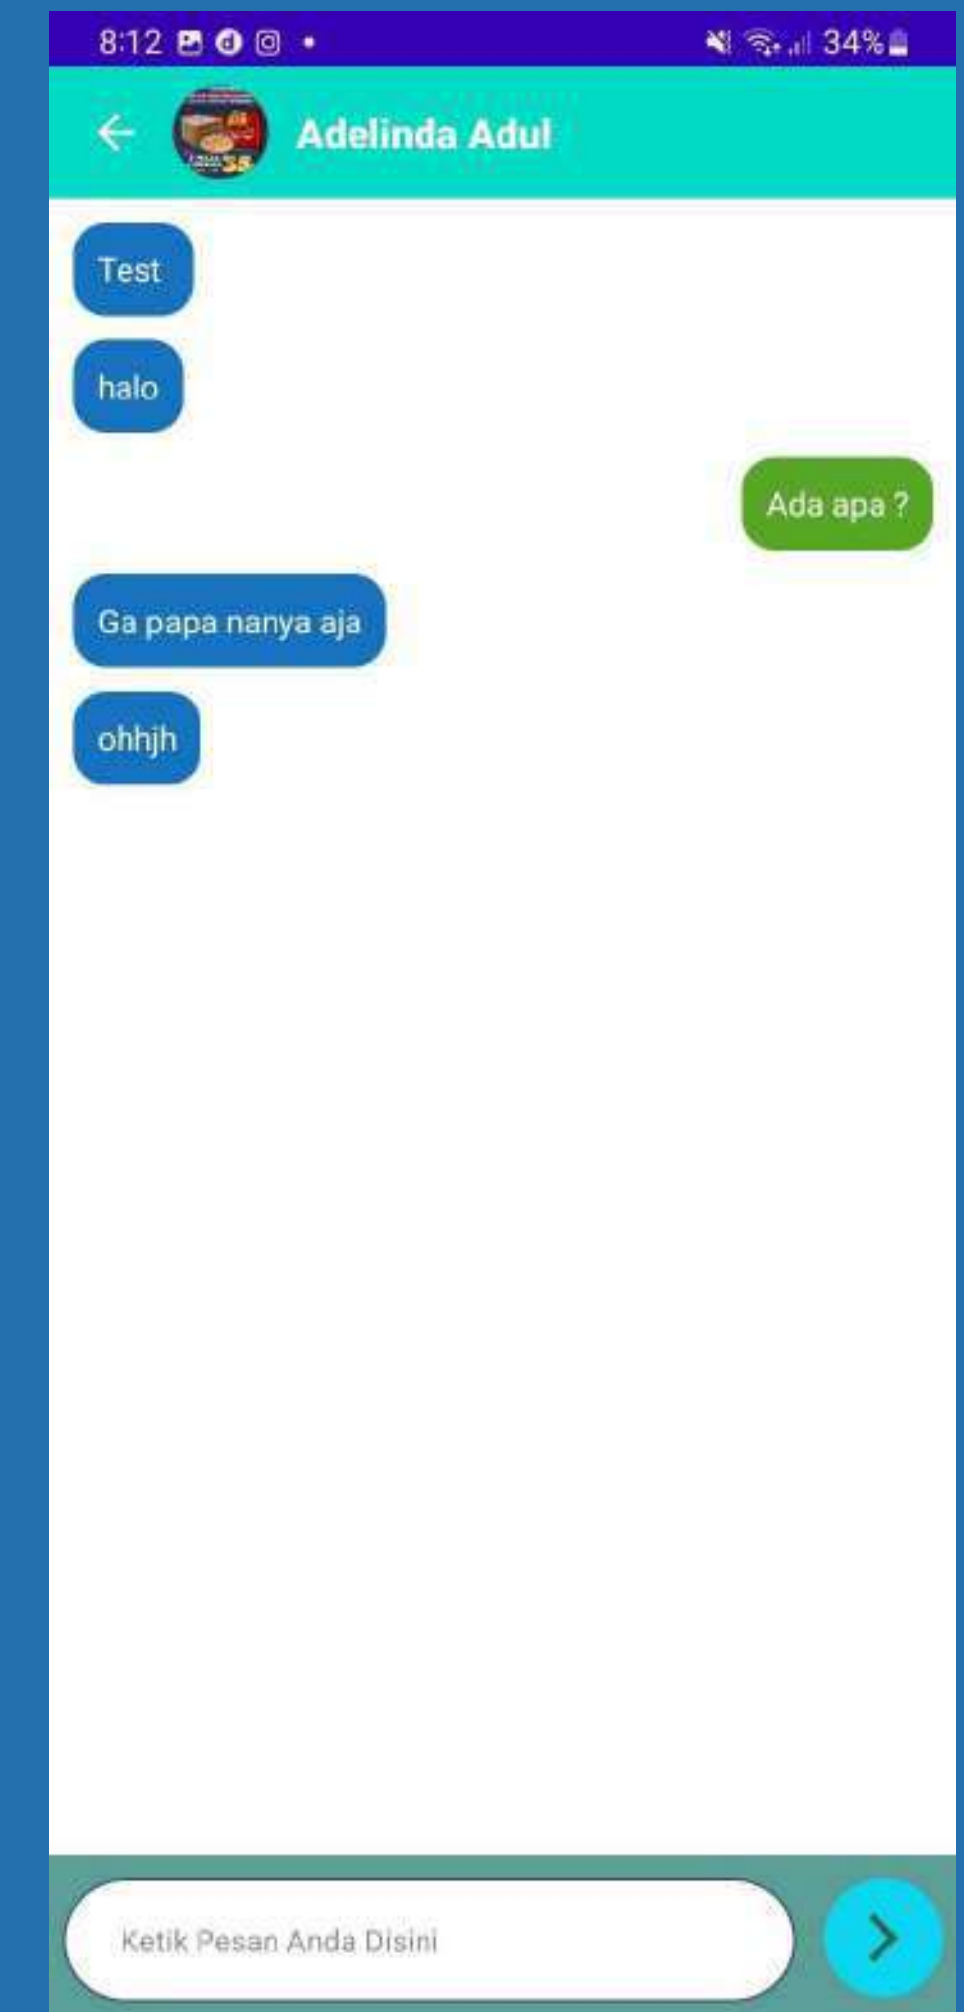 8:12
34%
Adelinda Adul
Test
halo
Ada apa ?
Ga papa nanya aja
ohhjh
Ketik Pesan Anda Disini